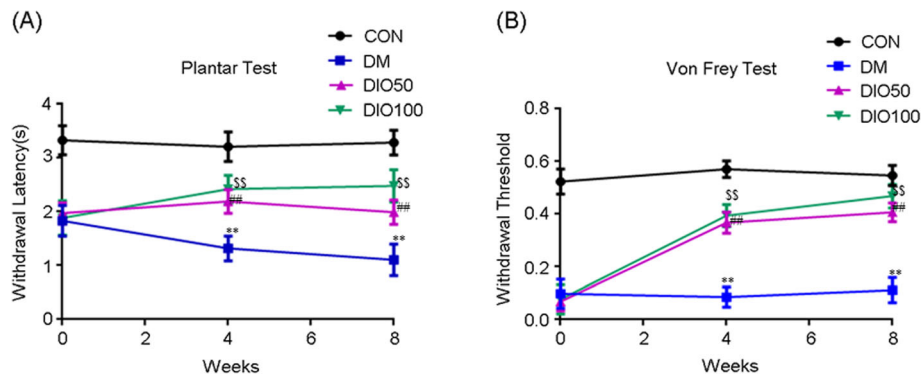 (A)
CON
DM
DIO50
DIO100
Plantar Test
Withdrawal Latency(s)
4
3
2
1
0
$$
##
**
$$
##
**
0
2
4
6
8
Weeks
(B)
CON
DM
DIO50
DIO100
Von Frey Test
Withdrawal Threshold
0.8
0.6
0.4
0.2
0.0
$$
##
**
$$
##
**
0
2
4
6
8
Weeks